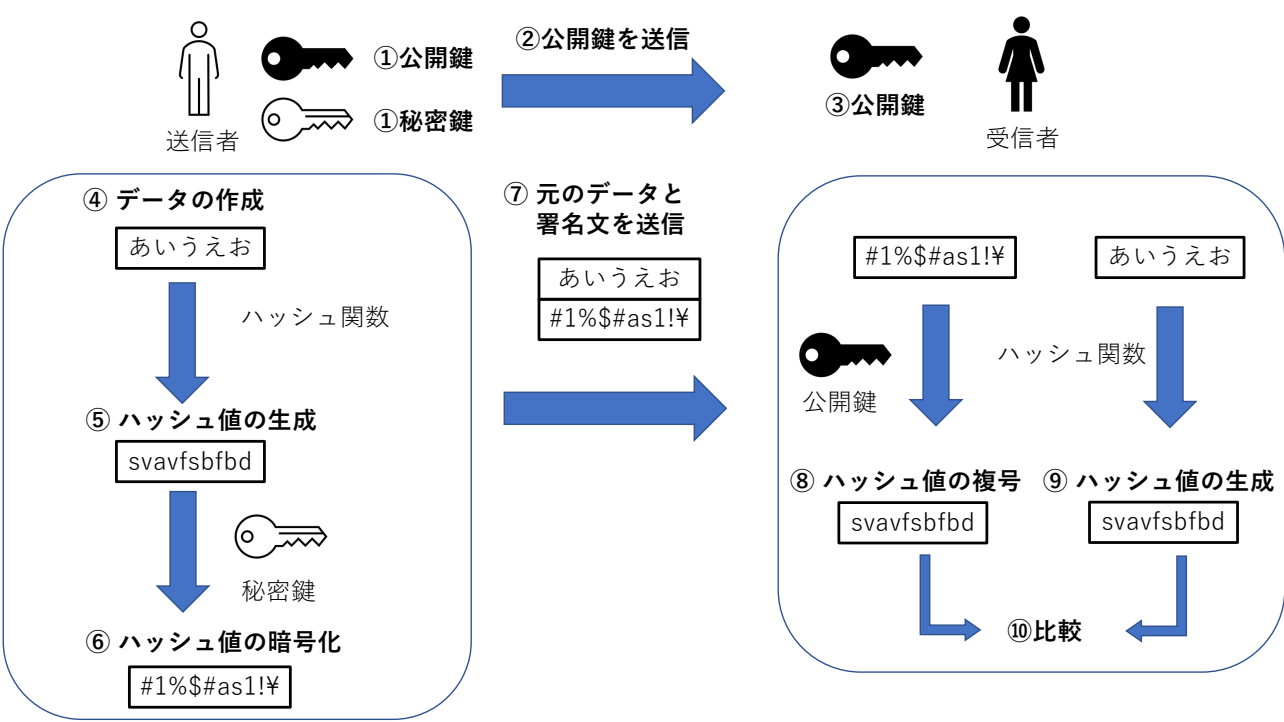 ②公開鍵を送信
①公開鍵
①秘密鍵
③公開鍵
送信者
受信者
④ データの作成
あいうえお
ハッシュ関数
⑤ ハッシュ値の生成
svavfsbfbd
秘密鍵
⑥ ハッシュ値の暗号化
#1%$#as1!¥
⑦ 元のデータと
署名文を送信
あいうえお
#1%$#as1!¥
#1%$#as1!¥
あいうえお
公開鍵
ハッシュ関数
⑧ ハッシュ値の複号
⑨ ハッシュ値の生成
svavfsbfbd
svavfsbfbd
⑩比較